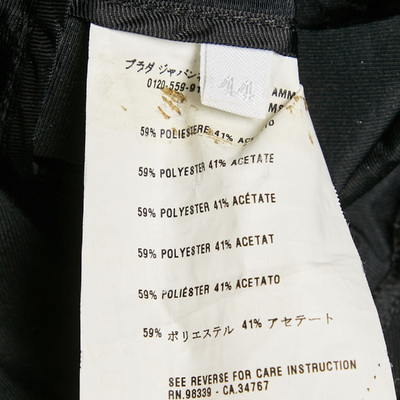 プラダ ジャパン
0120-559-91
44
AMM
MS
59% POLIESTERE 41% ACETATO
59% POLYESTER 41% ACETATE
59% POLYESTER 41% ACÉTATE
59% POLYESTER 41% ACETAT
59% POLIÉSTER 41% ACETATO
59% ポリエステル 41% アセテート
SEE REVERSE FOR CARE INSTRUCTION
RN.98339 - CA.34767